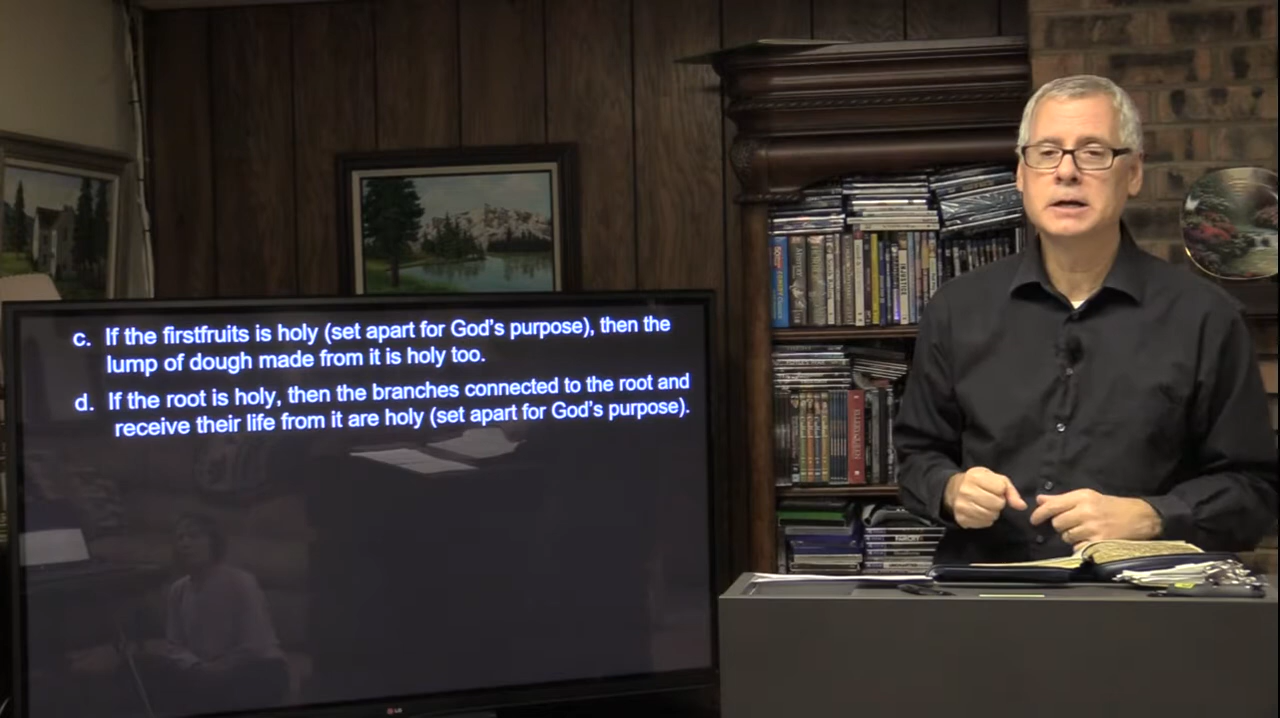 c. If the firstfruits is holy (set apart for God's purpose), then the
lump of dough made from it is holy too.
d. If the root is holy, then the branches connected to the root and
receive their life from it are holy (set apart for God's purpose).
LG